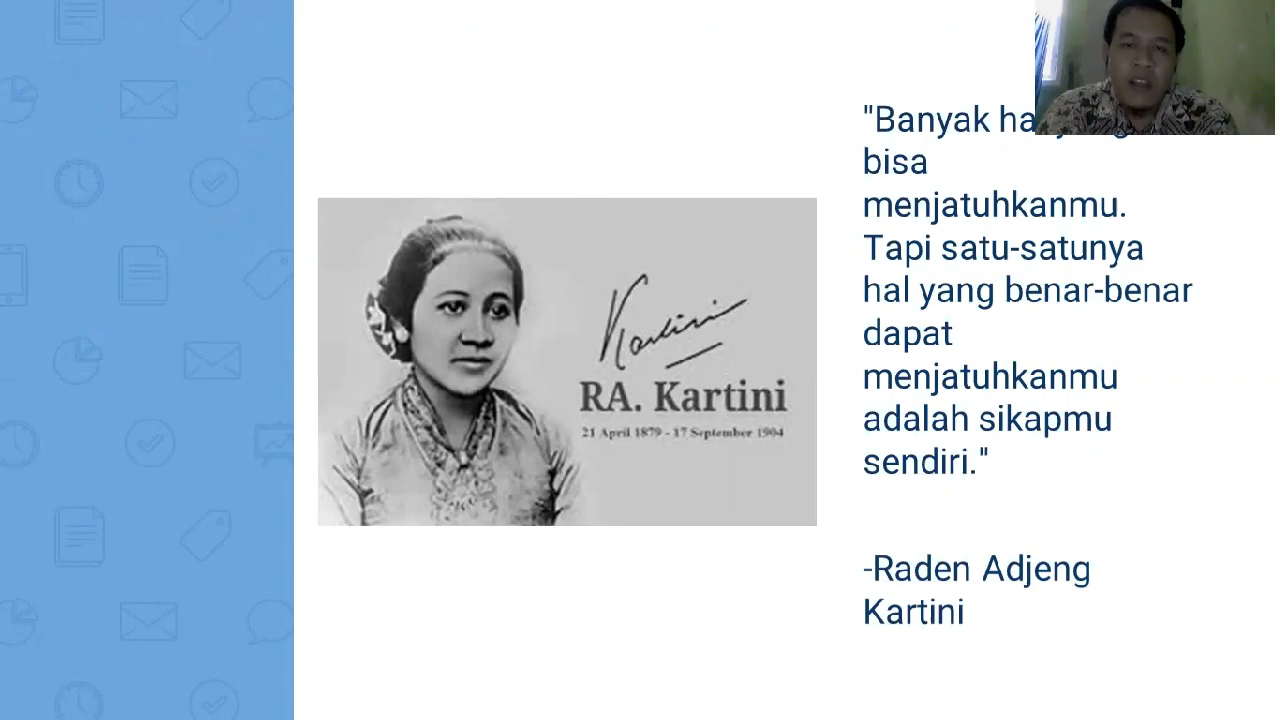 Kartini
RA. Kartini
21 April 1879 - 17 September 1904
"Banyak
bisa
menjatuhkanmu.
Tapi satu-satunya
hal yang benar-benar
dapat
menjatuhkanmu
adalah sikapmu
sendiri."
-Raden Adjeng
Kartini